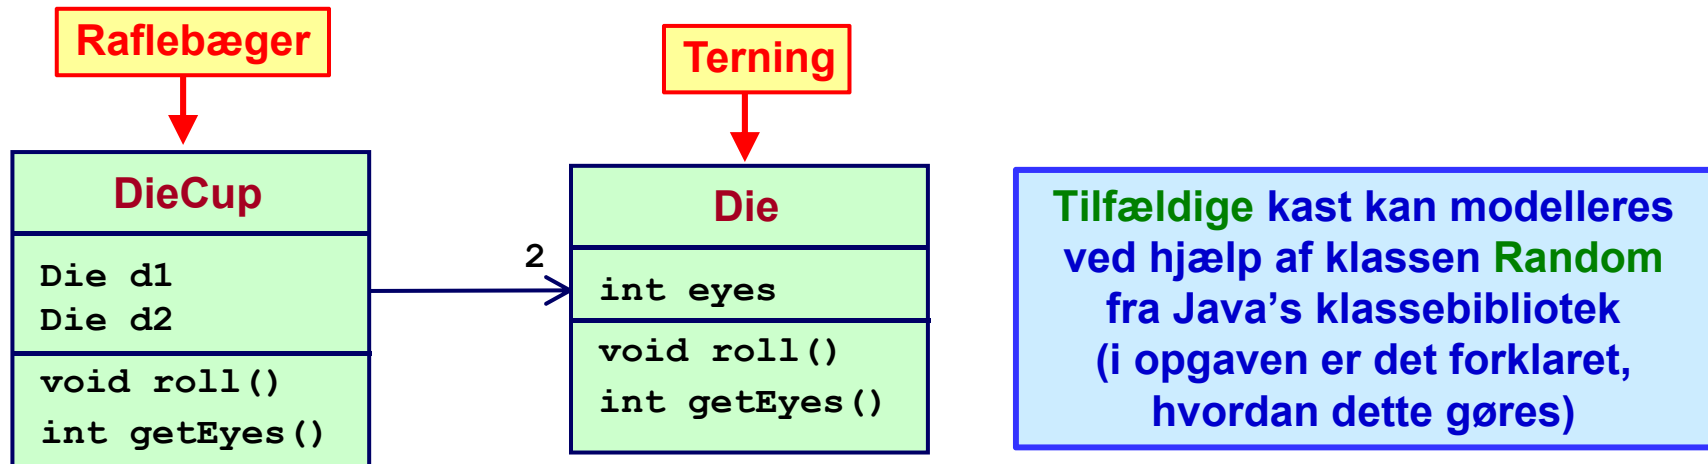 Raflebæger
Terning
DieCup
Die d1
Die d2
void roll()
int getEyes()
2
Die
int eyes
void roll()
int getEyes()
Tilfældige kast kan modelleres
ved hjælp af klassen Random
fra Java’s klassebibliotek
(i opgaven er det forklaret,
hvordan dette gøres)